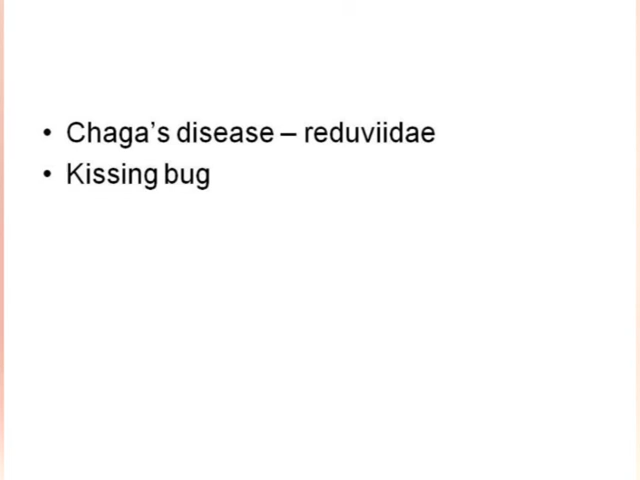 • Chaga’s disease – reduviidae
• Kissing bug